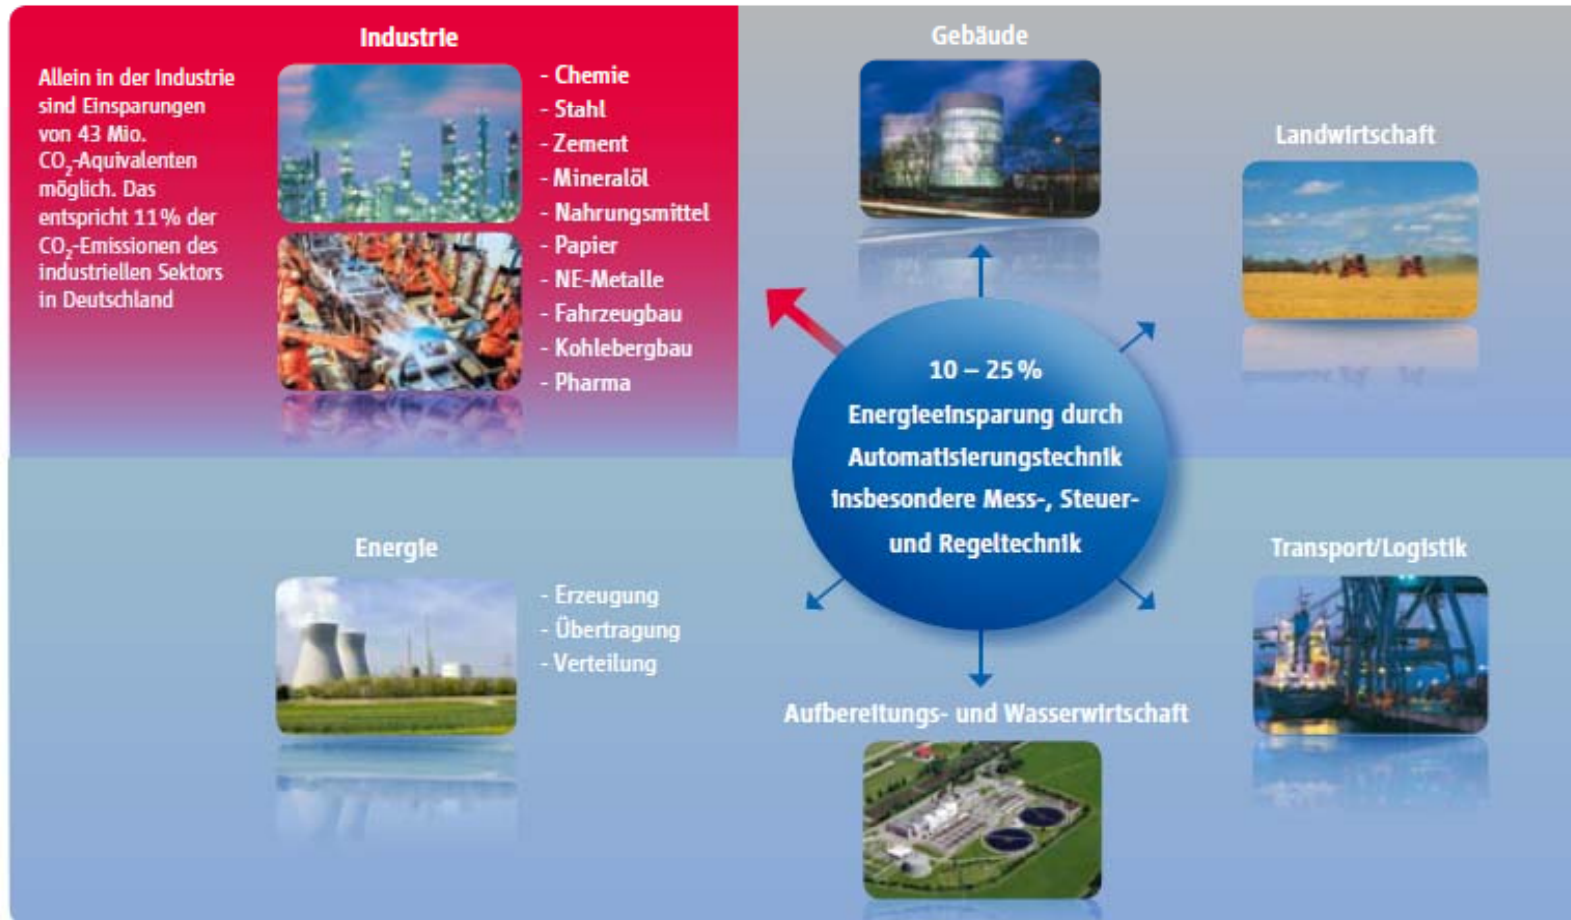 Industrie
Allein in der Industrie
sind Einsparungen
von 43 Mio.
CO₂-Aquivalenten
möglich. Das
entspricht 11% der
CO₂-Emissionen des
industriellen Sektors
in Deutschland
- Chemie
- Stahl
- Zement
- Mineralöl
- Nahrungsmittel
- Papier
- NE-Metalle
- Fahrzeugbau
- Kohlebergbau
- Pharma
Gebäude
Landwirtschaft
10 – 25 %
Energieeinsparung durch
Automatisierungstechnik
insbesondere Mess-, Steuer-
und Regeltechnik
Energie
- Erzeugung
- Übertragung
- Verteilung
Transport/Logistik
Aufbereitungs- und Wasserwirtschaft